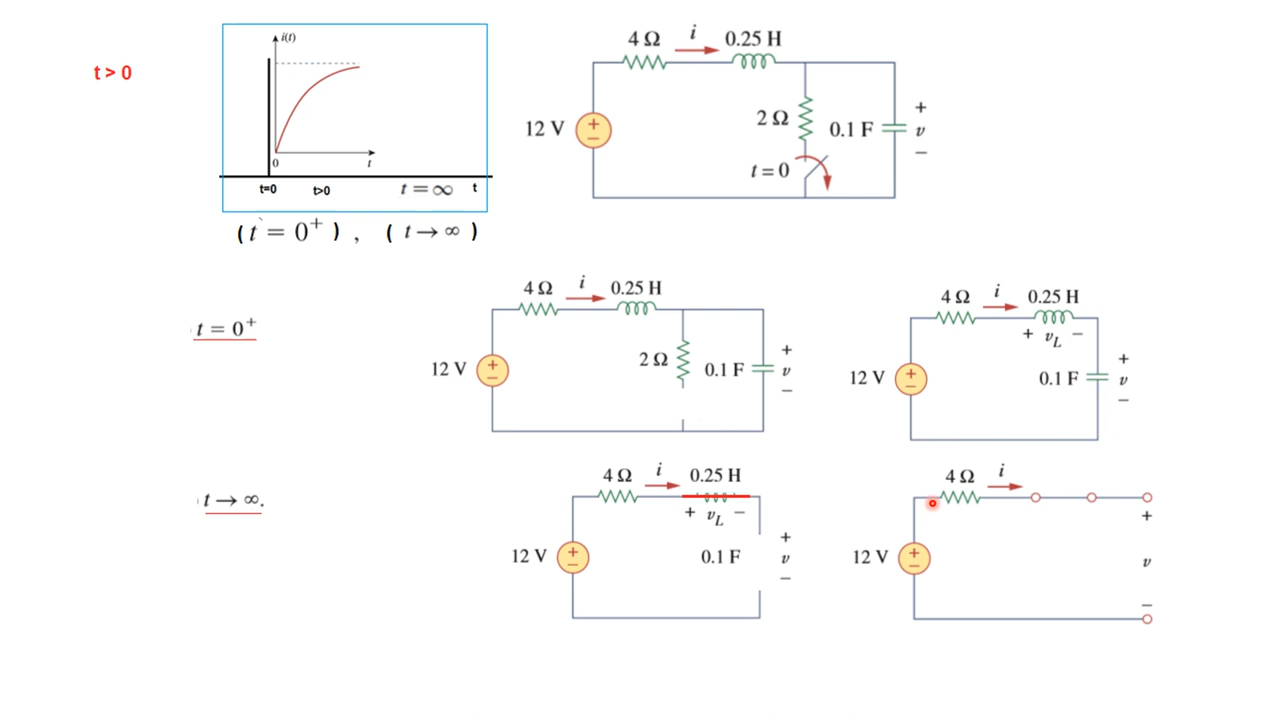 t > 0
i(t)
0
t
t=0 t>0 t = ∞ t
( t = 0⁺ ) , ( t → ∞ )
4 Ω i 0.25 H
12 V
2 Ω
0.1 F
+
v
−
t = 0
t = 0⁺
4 Ω i 0.25 H
12 V
2 Ω
0.1 F
+
v
−
4 Ω i 0.25 H
+ v_L −
12 V
0.1 F
+
v
−
t → ∞.
4 Ω i 0.25 H
+ v_L −
12 V
0.1 F
+
v
−
4 Ω i
12 V
+
v
−